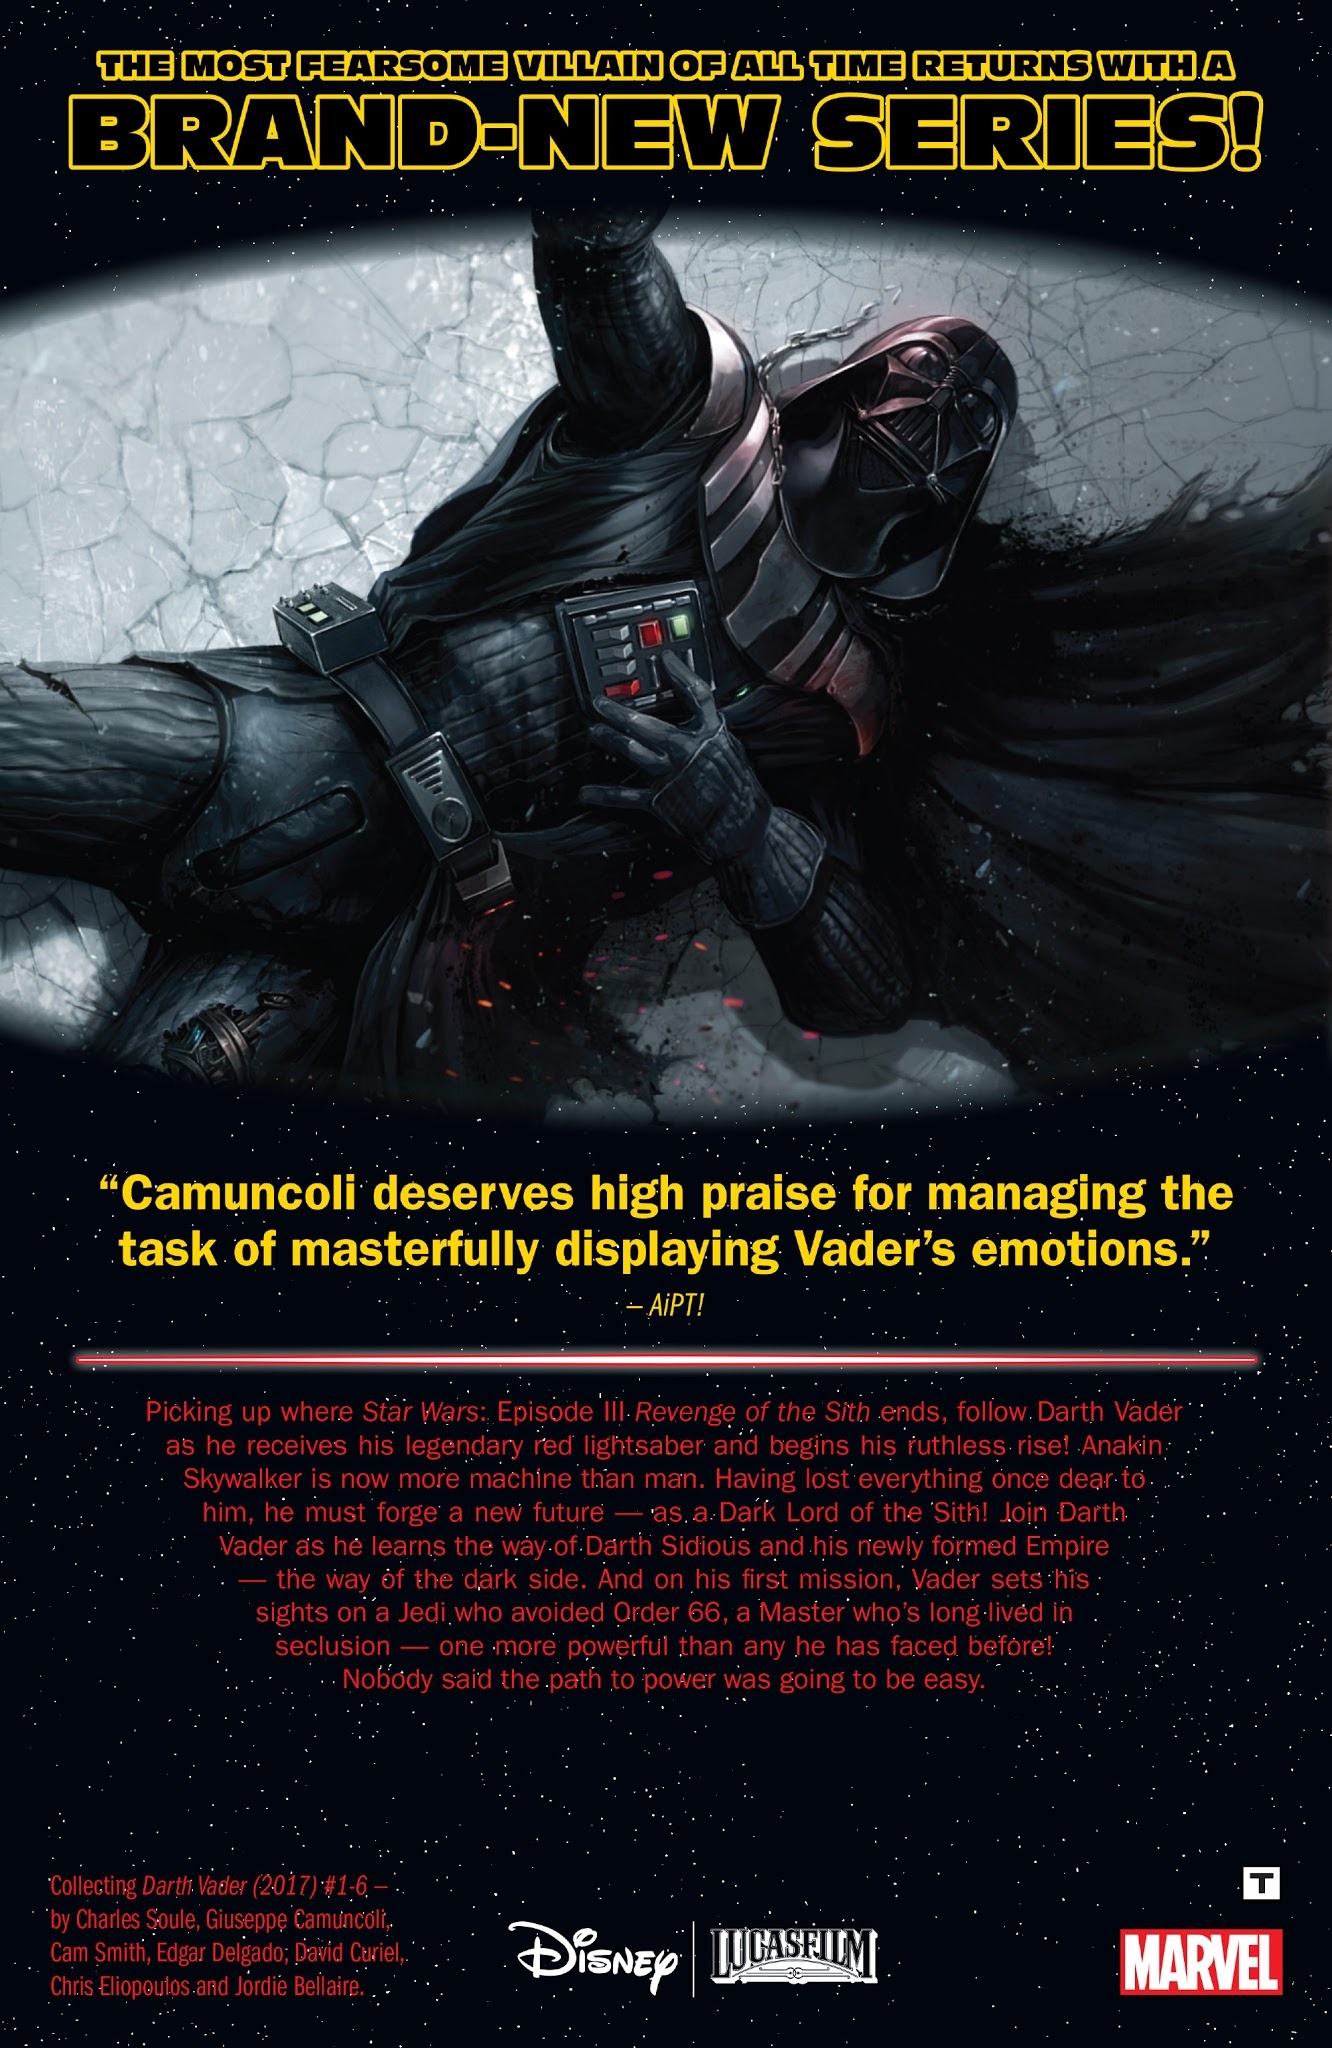 THE MOST FEARSOME VILLAIN OF ALL TIME RETURNS WITH A
BRAND-NEW SERIES!
“Camuncoli deserves high praise for managing the
task of masterfully displaying Vader’s emotions.”
– AiPT!
Picking up where Star Wars: Episode III Revenge of the Sith ends, follow Darth Vader
as he receives his legendary red lightsaber and begins his ruthless rise! Anakin
Skywalker is now more machine than man. Having lost everything once dear to
him, he must forge a new future — as a Dark Lord of the Sith! Join Darth
Vader as he learns the way of Darth Sidious and his newly formed Empire
— the way of the dark side. And on his first mission, Vader sets his
sights on a Jedi who avoided Order 66, a Master who’s long lived in
seclusion — one more powerful than any he has faced before!
Nobody said the path to power was going to be easy.
Collecting Darth Vader (2017) #1-6 –
by Charles Soule, Giuseppe Camuncoli,
Cam Smith, Edgar Delgado, David Curiel,
Chris Eliopoulos and Jordie Bellaire.
Disney | LUCASFILM
T
MARVEL